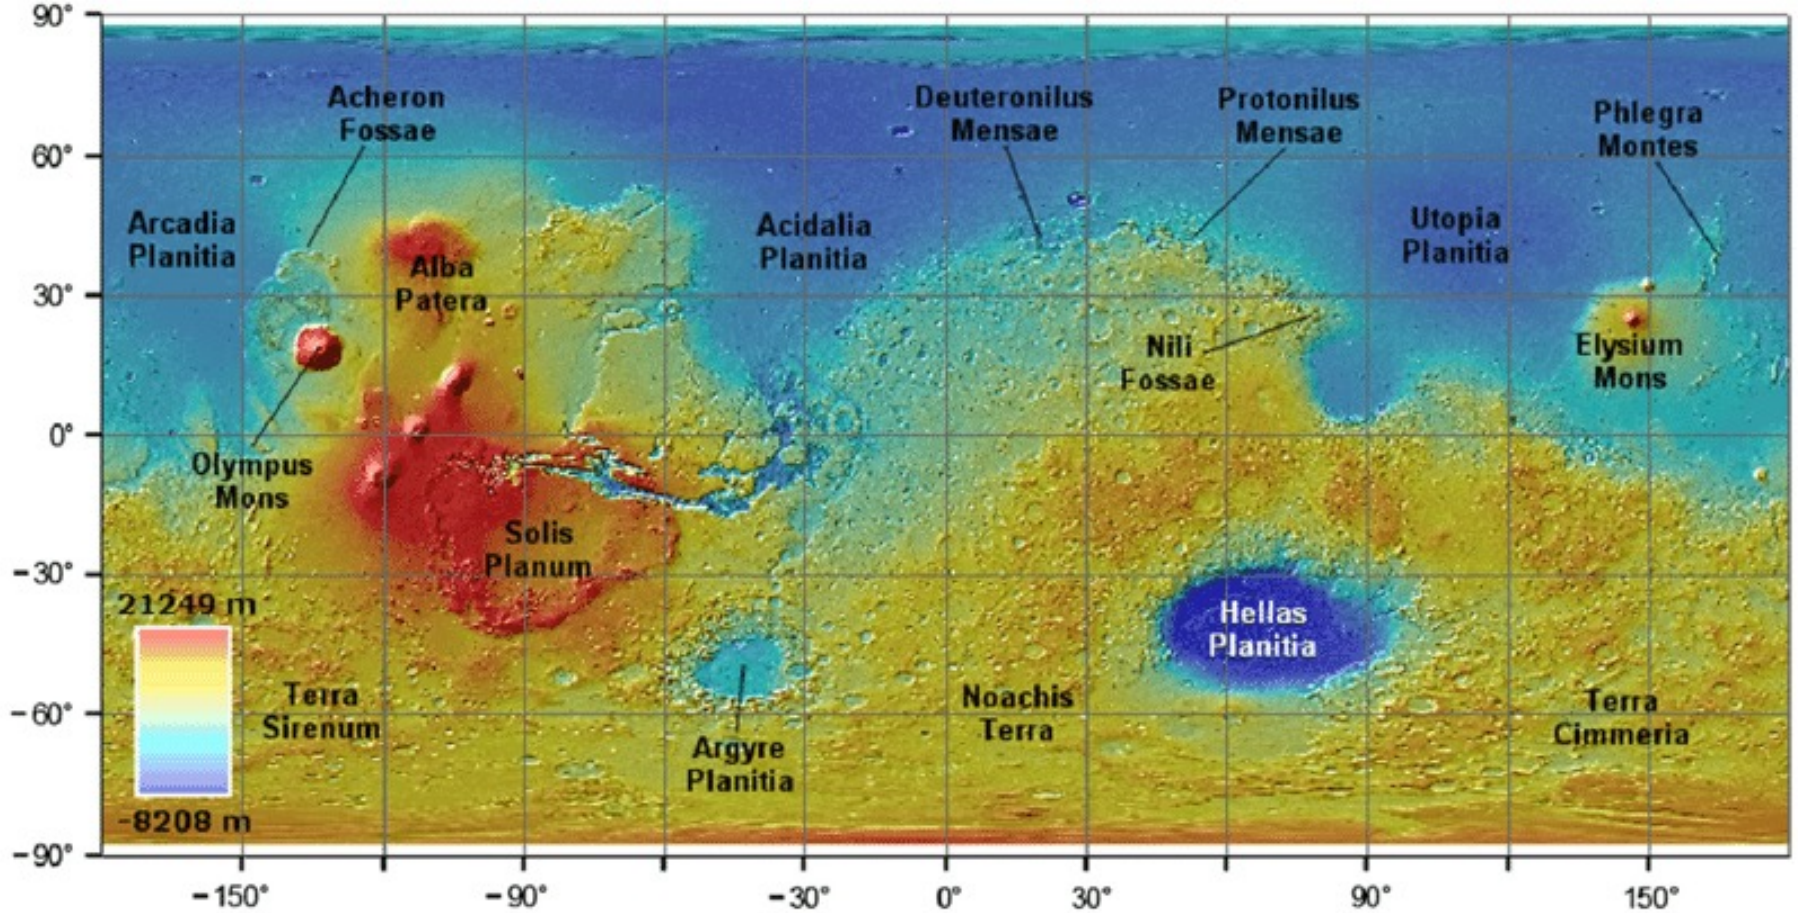 90°
Acheron
Fossae
Deuteronilus
Mensae
Protonilus
Mensae
Phlegra
Montes
60°
Arcadia
Planitia
Acidalia
Planitia
Utopia
Planitia
Alba
Patera
30°
Nili
Fossae
Elysium
Mons
0°
Olympus
Mons
Solis
Planum
−30°
21249 m
Hellas
Planitia
Terra
Sirenum
Noachis
Terra
Terra
Cimmeria
−60°
Argyre
Planitia
-8208 m
−90°
−150°
−90°
−30°
0°
30°
90°
150°